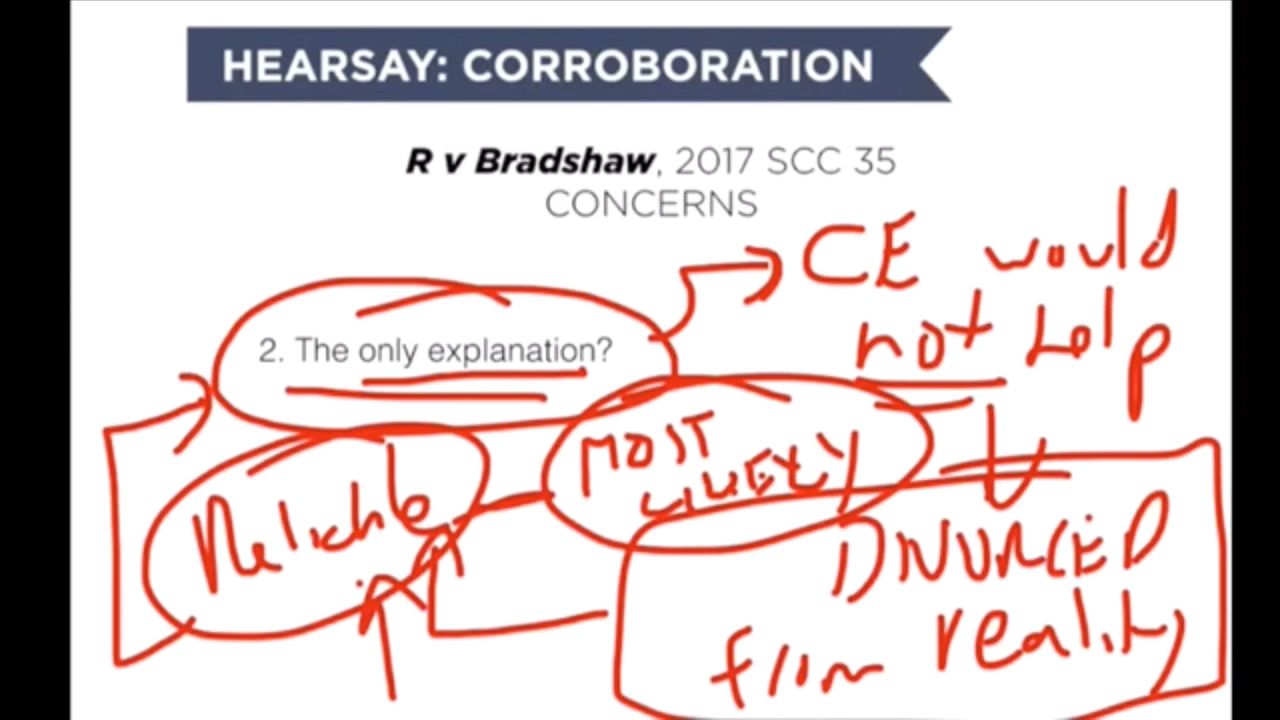 HEARSAY: CORROBORATION
R v Bradshaw, 2017 SCC 35
CONCERNS
CE would
not help
2. The only explanation?
MOST
LIKELY
Reliable
DIVORCED
from reality